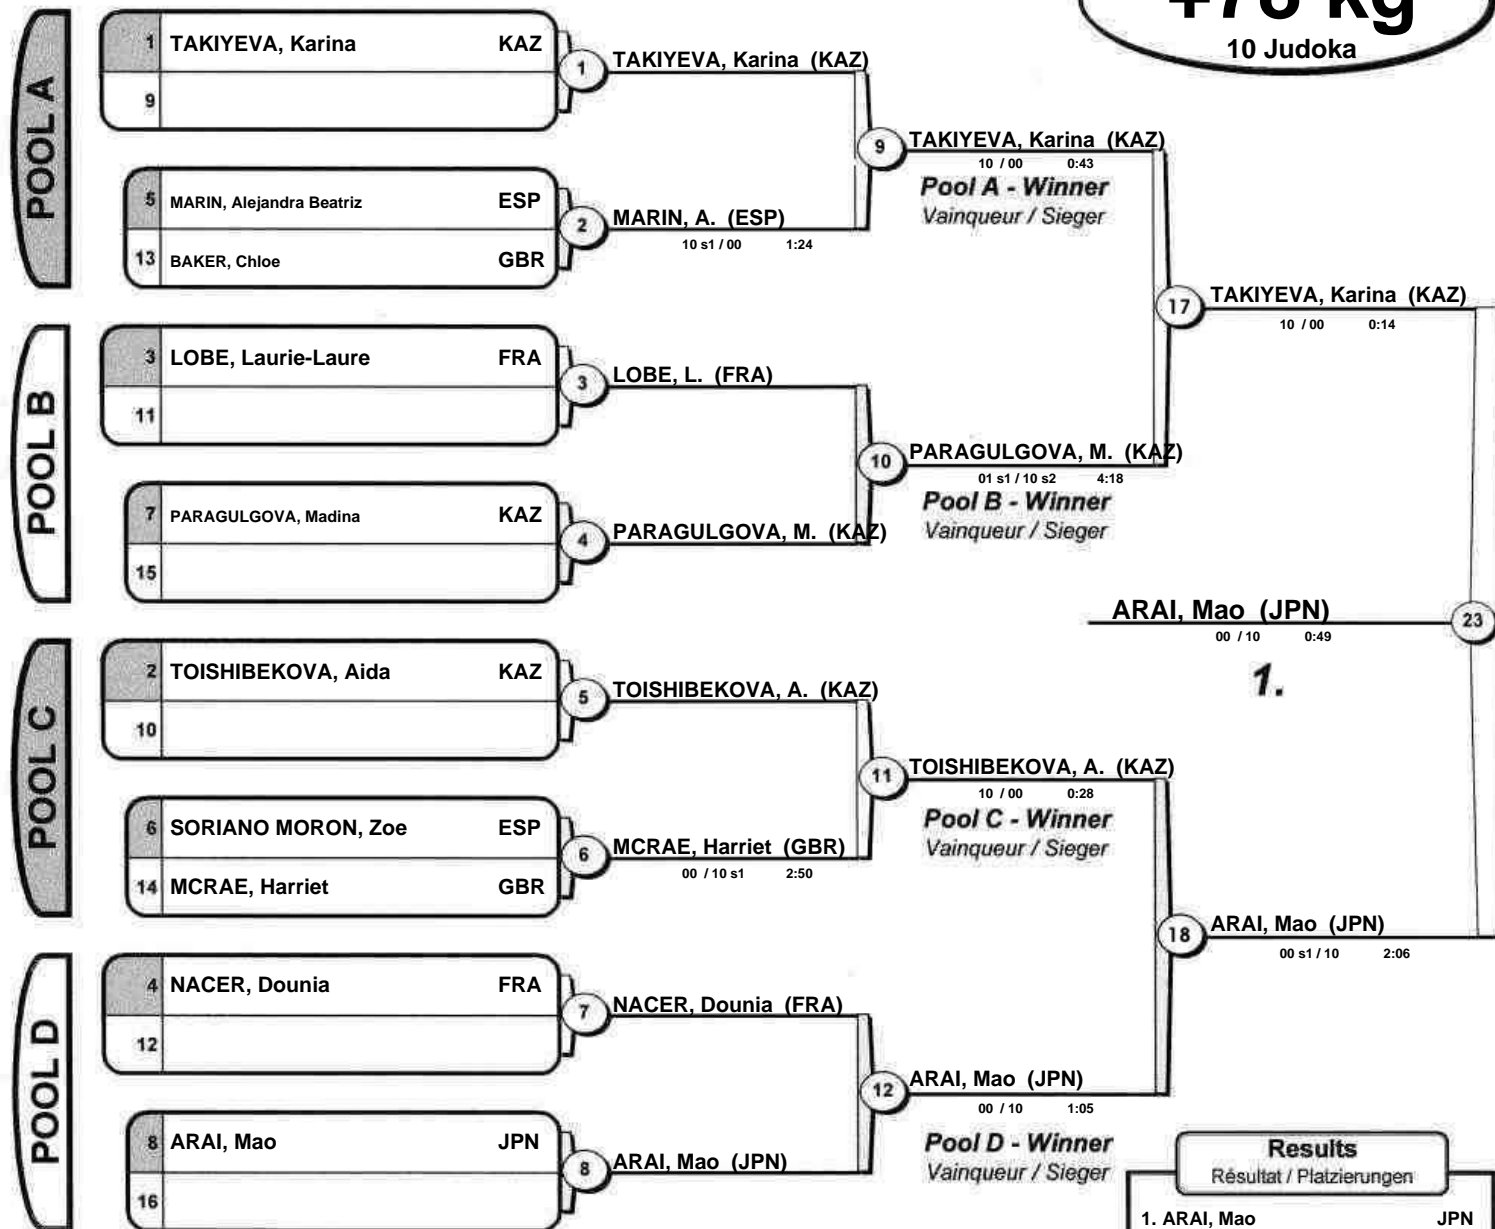 +78 kg
10 Judoka
POOL A
1 TAKIYEVA, Karina KAZ
9
5 MARIN, Alejandra Beatriz ESP
13 BAKER, Chloe GBR
1 TAKIYEVA, Karina (KAZ)
2 MARIN, A. (ESP)
10 s1 / 00 1:24
9 TAKIYEVA, Karina (KAZ)
10 / 00 0:43
Pool A - Winner
Vainqueur / Sieger
POOL B
3 LOBE, Laurie-Laure FRA
11
7 PARAGULGOVA, Madina KAZ
15
3 LOBE, L. (FRA)
4 PARAGULGOVA, M. (KAZ)
10 PARAGULGOVA, M. (KAZ)
01 s1 / 10 s2 4:18
Pool B - Winner
Vainqueur / Sieger
17 TAKIYEVA, Karina (KAZ)
10 / 00 0:14
ARAI, Mao (JPN) 23
00 / 10 0:49
1.
POOL C
2 TOISHIBEKOVA, Aida KAZ
10
6 SORIANO MORON, Zoe ESP
14 MCRAE, Harriet GBR
5 TOISHIBEKOVA, A. (KAZ)
6 MCRAE, Harriet (GBR)
00 / 10 s1 2:50
11 TOISHIBEKOVA, A. (KAZ)
10 / 00 0:28
Pool C - Winner
Vainqueur / Sieger
POOL D
4 NACER, Dounia FRA
12
8 ARAI, Mao JPN
16
7 NACER, Dounia (FRA)
8 ARAI, Mao (JPN)
12 ARAI, Mao (JPN)
00 / 10 1:05
Pool D - Winner
Vainqueur / Sieger
18 ARAI, Mao (JPN)
00 s1 / 10 2:06
Results
Résultat / Platzierungen
1. ARAI, Mao JPN